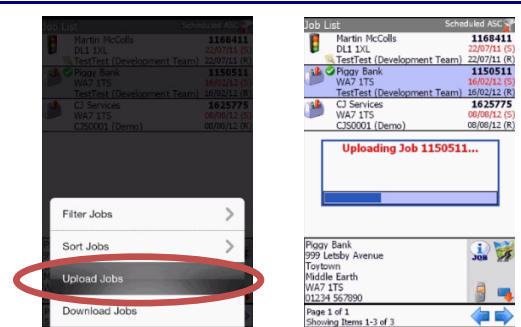 Job List Scheduled ASC
Martin McColls 1168411
DL1 1XL 22/07/11 (S)
TestTest (Development Team) 22/07/11 (R)
Piggy Bank 1150511
WA7 1TS 16/02/12 (S)
TestTest (Development Team) 16/02/12 (R)
CJ Services 1625775
WA7 1TS 08/08/12 (S)
CJS0001 (Demo) 08/08/12 (R)
Filter Jobs
Sort Jobs
Upload Jobs
Download Jobs
Job List Scheduled ASC
Martin McColls 1168411
DL1 1XL 22/07/11 (S)
TestTest (Development Team) 22/07/11 (R)
Piggy Bank 1150511
WA7 1TS 16/02/12 (S)
TestTest (Development Team) 16/02/12 (R)
CJ Services 1625775
WA7 1TS 08/08/12 (S)
CJS0001 (Demo) 08/08/12 (R)
Uploading Job 1150511...
Piggy Bank
999 Letsby Avenue
Toytown
Middle Earth
WA7 1TS
01234 567890
JOB
Page 1 of 1
Showing Items 1-3 of 3